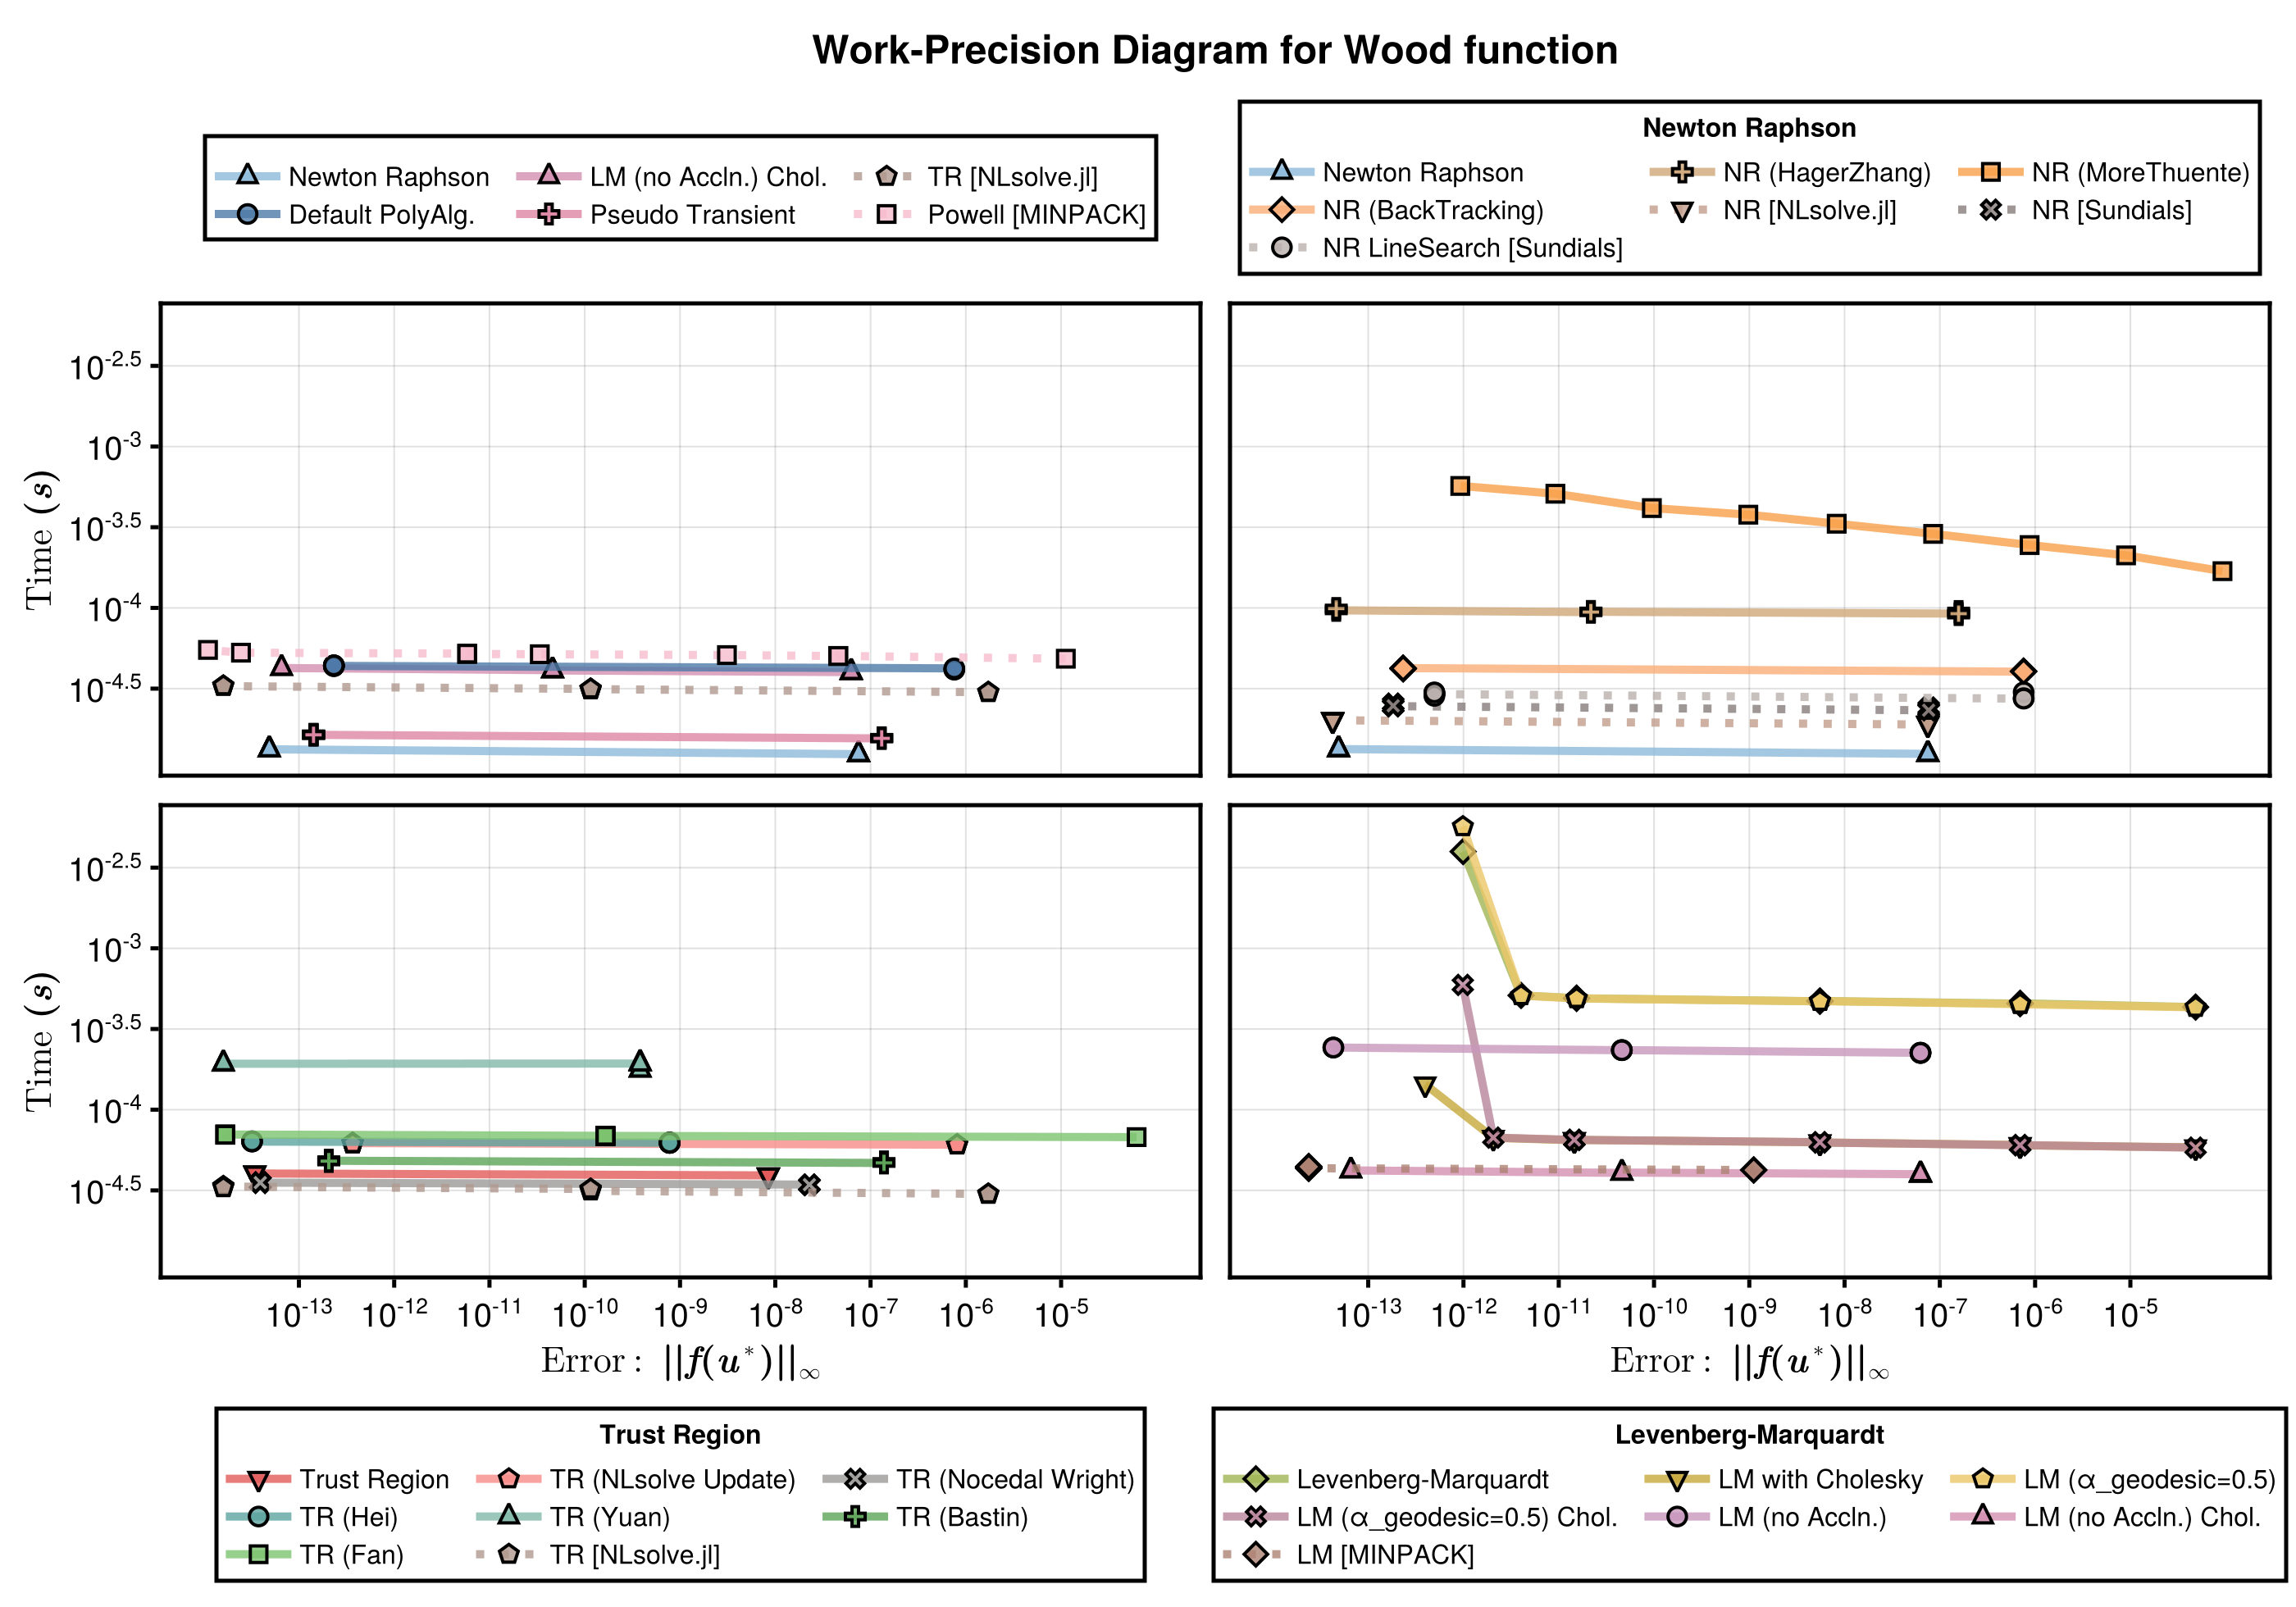 Work-Precision Diagram for Wood function
Newton Raphson LM (no Accln.) Chol. TR [NLsolve.jl]
Default PolyAlg. Pseudo Transient Powell [MINPACK]
Newton Raphson
Newton Raphson NR (HagerZhang) NR (MoreThuente)
NR (BackTracking) NR [NLsolve.jl] NR [Sundials]
NR LineSearch [Sundials]
Time (s)
10^-2.5
10^-3
10^-3.5
10^-4
10^-4.5
Time (s)
10^-2.5
10^-3
10^-3.5
10^-4
10^-4.5
10^-13 10^-12 10^-11 10^-10 10^-9 10^-8 10^-7 10^-6 10^-5
10^-13 10^-12 10^-11 10^-10 10^-9 10^-8 10^-7 10^-6 10^-5
Error: ||f(u*)||∞
Error: ||f(u*)||∞
Trust Region
Trust Region TR (NLsolve Update) TR (Nocedal Wright)
TR (Hei) TR (Yuan) TR (Bastin)
TR (Fan) TR [NLsolve.jl]
Levenberg-Marquardt
Levenberg-Marquardt LM with Cholesky LM (α_geodesic=0.5)
LM (α_geodesic=0.5) Chol. LM (no Accln.) LM (no Accln.) Chol.
LM [MINPACK]